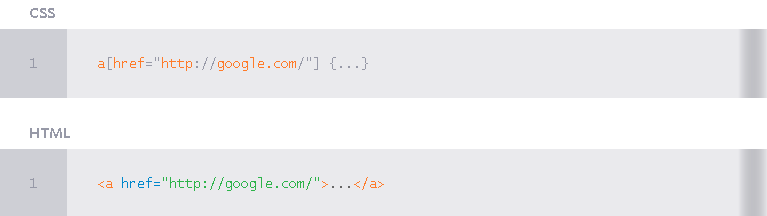 CSS
1 a[href="http://google.com/"] {...}
HTML
1 <a href="http://google.com/">...</a>